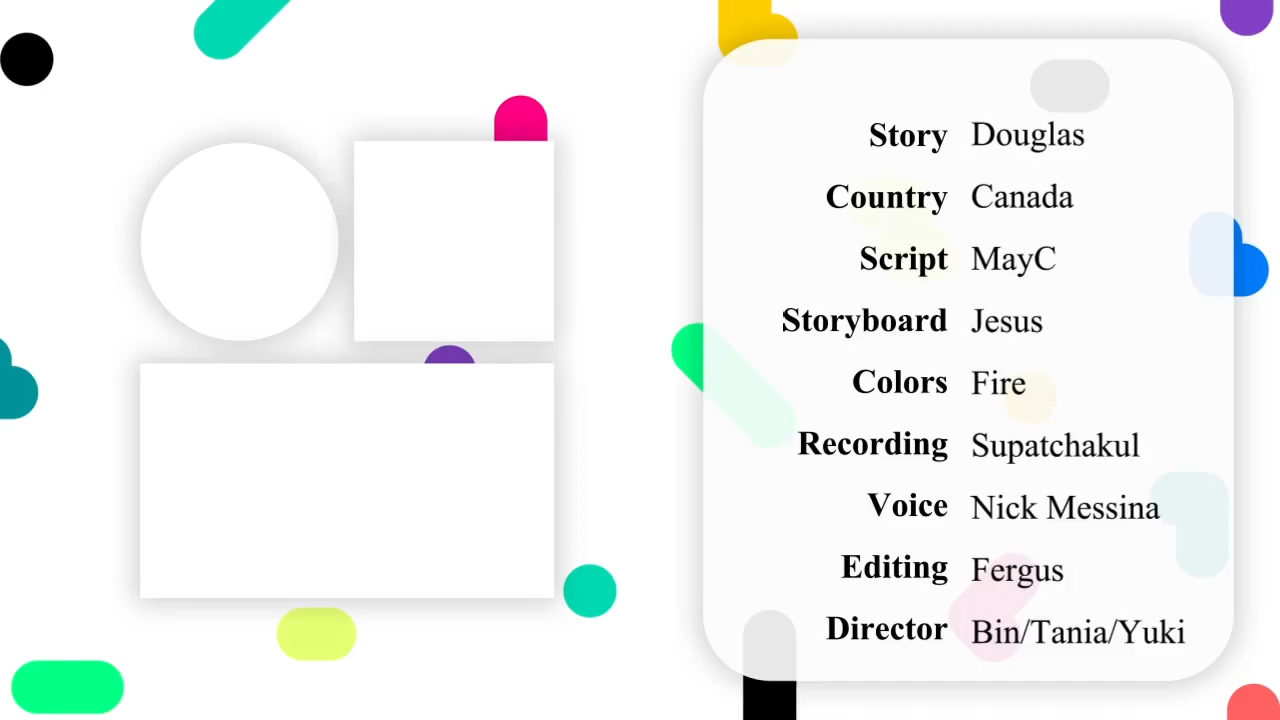 Story Douglas
Country Canada
Script MayC
Storyboard Jesus
Colors Fire
Recording Supatchakul
Voice Nick Messina
Editing Fergus
Director Bin/Tania/Yuki